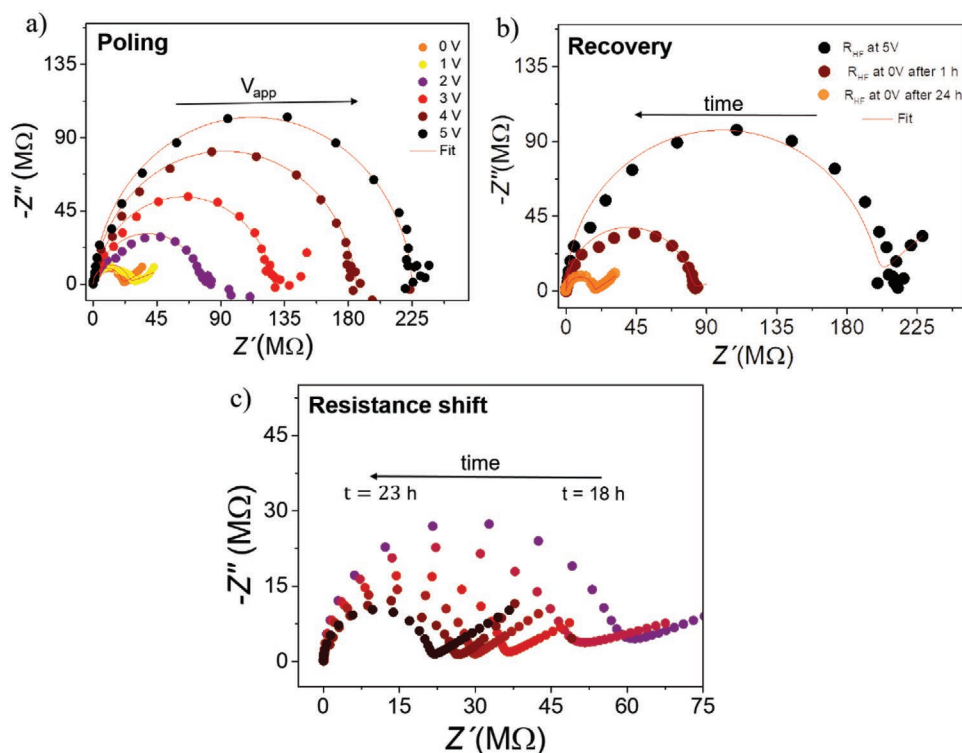 a)
Poling
0 V
1 V
2 V
3 V
4 V
5 V
Fit
V_app
135
90
45
0
-Z" (MΩ)
0 45 90 135 180 225
Z´(MΩ)
b)
Recovery
R_HF at 5V
R_HF at 0V after 1 h
R_HF at 0V after 24 h
Fit
time
135
90
45
0
-Z" (MΩ)
0 45 90 135 180 225
Z´(MΩ)
c)
Resistance shift
time
t = 23 h
t = 18 h
45
30
15
0
-Z" (MΩ)
0 15 30 45 60 75
Z´(MΩ)